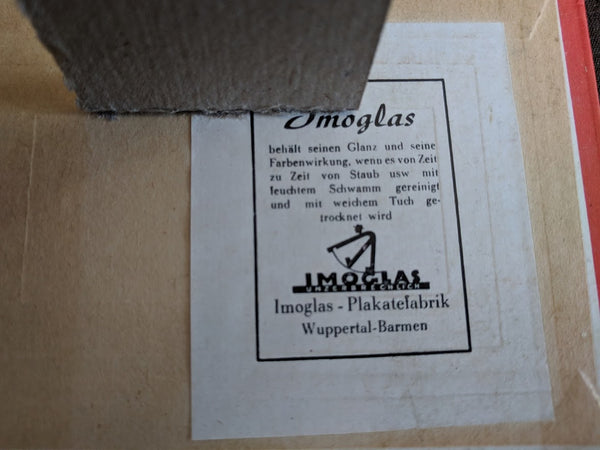 Imoglas
behält seinen Glanz und seine
Farbenwirkung, wenn es von Zeit
zu Zeit von Staub usw mit
feuchtem Schwamm gereinigt
und mit weichem Tuch ge-
trocknet wird
IMOGLAS
UNZERBRECHLICH
Imoglas - Plakatefabrik
Wuppertal-Barmen